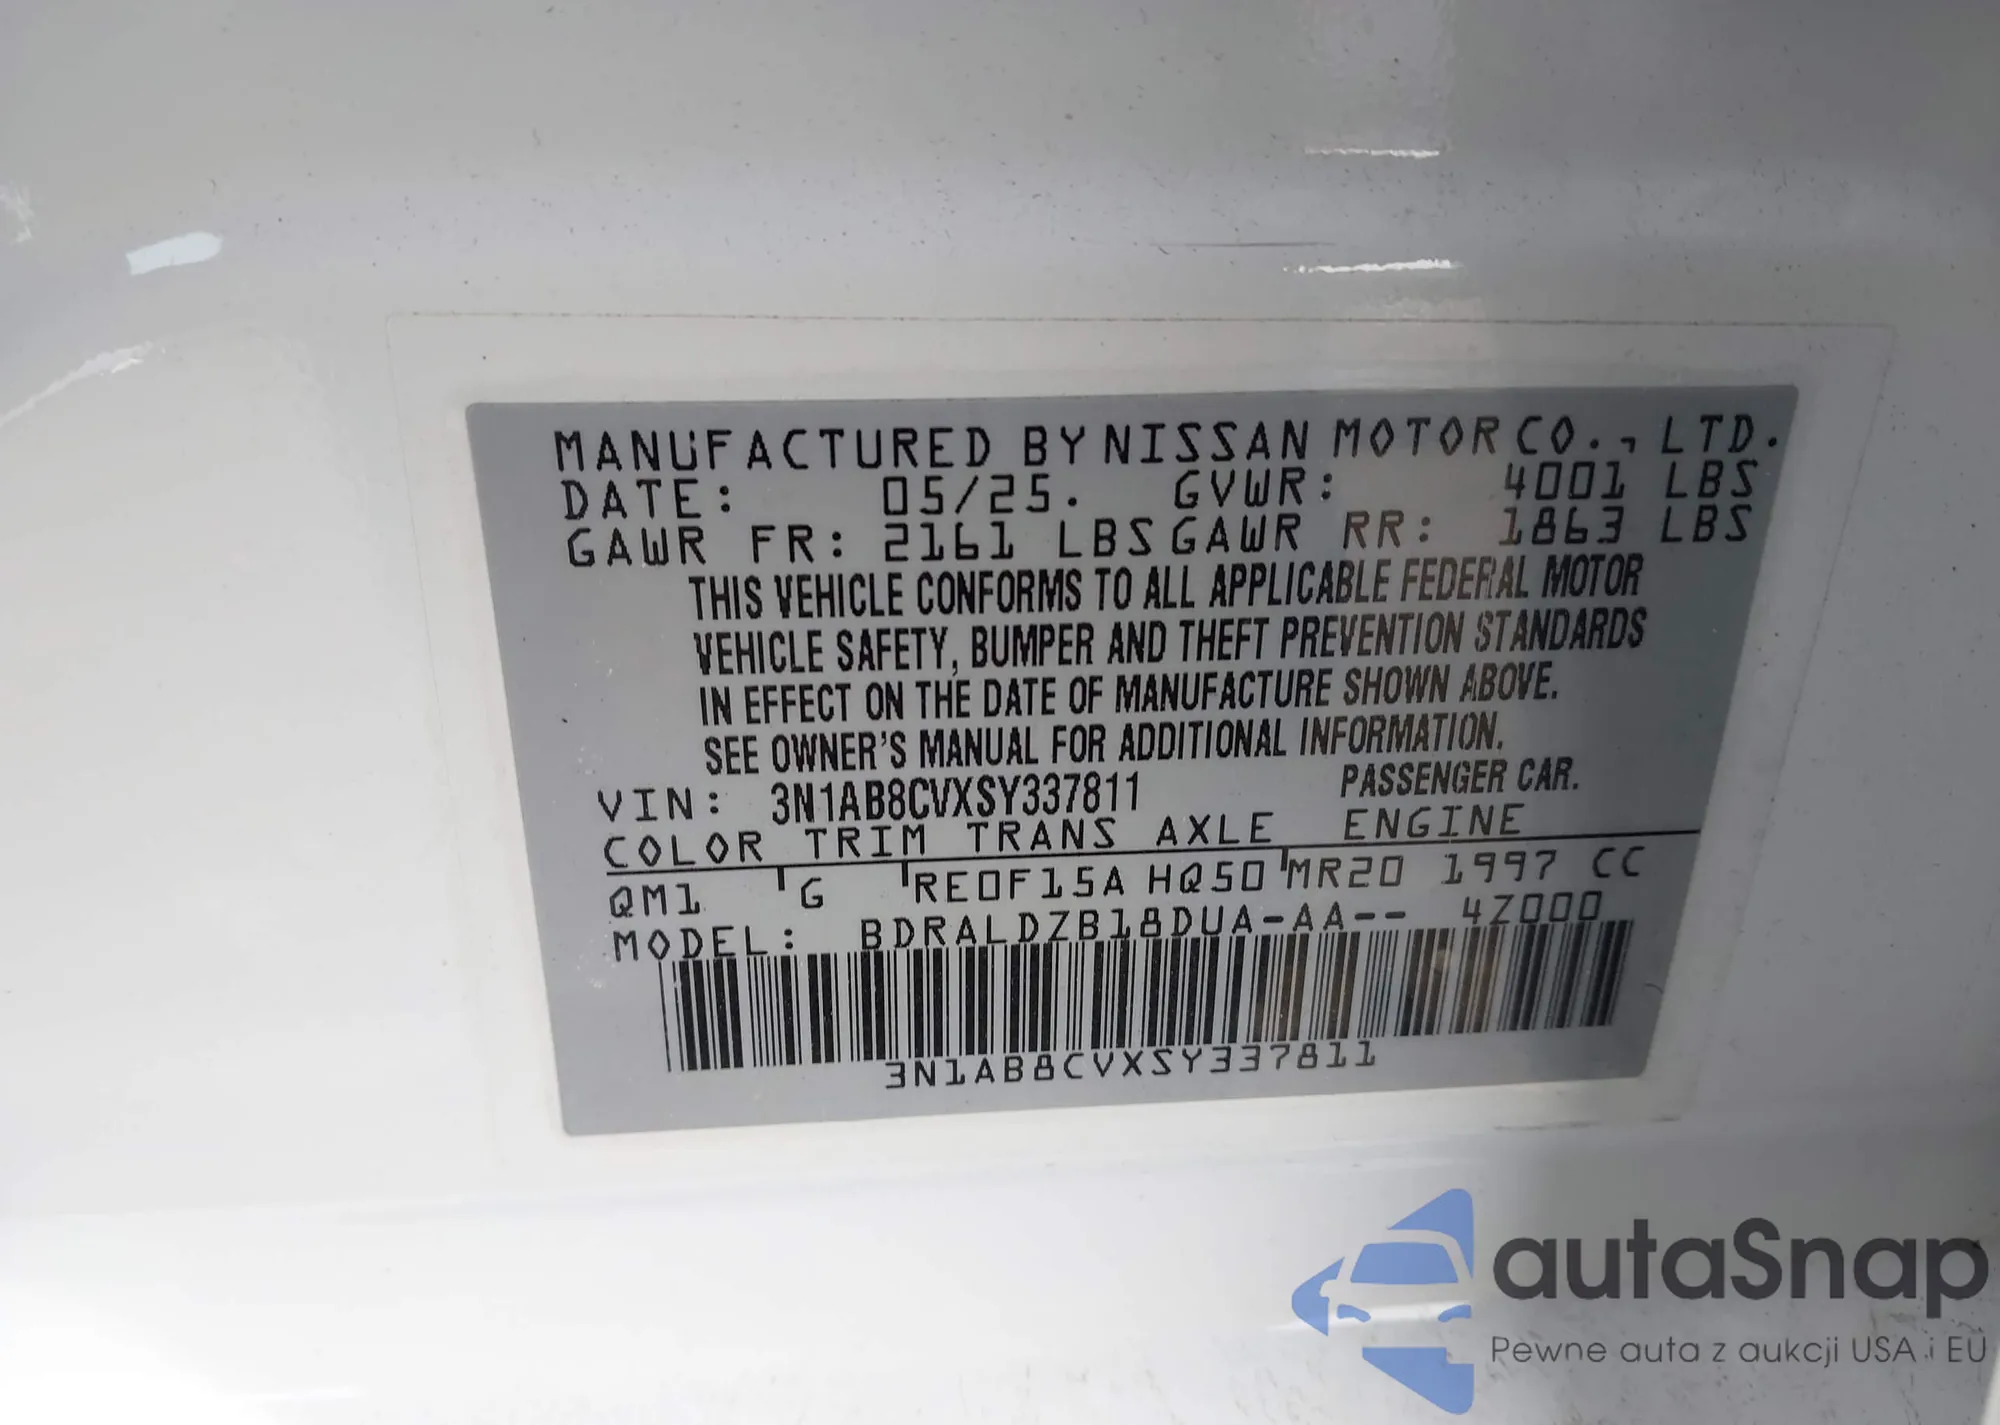 MANUFACTURED BY NISSAN MOTOR CO., LTD.
DATE: 05/25. GVWR: 4001 LBS
GAWR FR: 2161 LBS GAWR RR: 1863 LBS
THIS VEHICLE CONFORMS TO ALL APPLICABLE FEDERAL MOTOR
VEHICLE SAFETY, BUMPER AND THEFT PREVENTION STANDARDS
IN EFFECT ON THE DATE OF MANUFACTURE SHOWN ABOVE.
SEE OWNER'S MANUAL FOR ADDITIONAL INFORMATION.
VIN: 3N1AB8CVXSY337811 PASSENGER CAR.
COLOR TRIM TRANS AXLE ENGINE
QM1 G RE0F15A HQ50 MR20 1997 CC
MODEL: BDRALDZB18DUA-AA-- 4Z000
3N1AB8CVXSY337811
autaSnap
Pewne auta z aukcji USA i EU